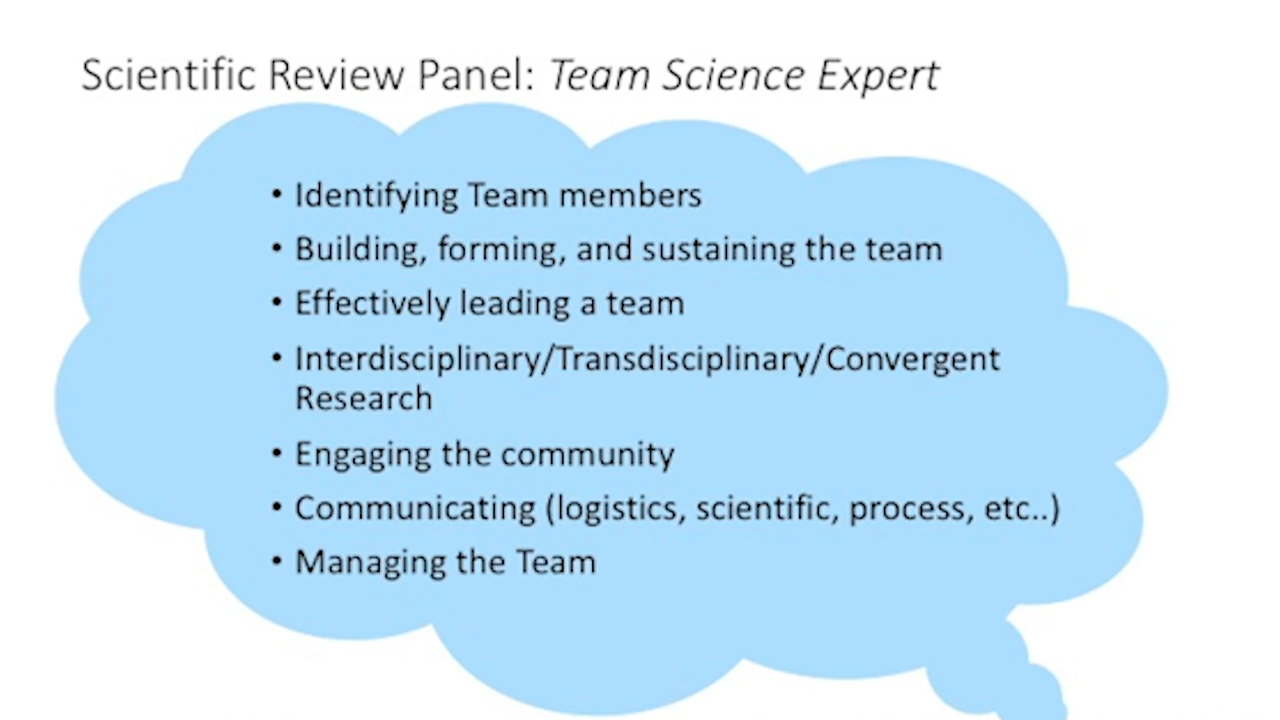 Scientific Review Panel: Team Science Expert
• Identifying Team members
• Building, forming, and sustaining the team
• Effectively leading a team
• Interdisciplinary/Transdisciplinary/Convergent
Research
• Engaging the community
• Communicating (logistics, scientific, process, etc..)
• Managing the Team